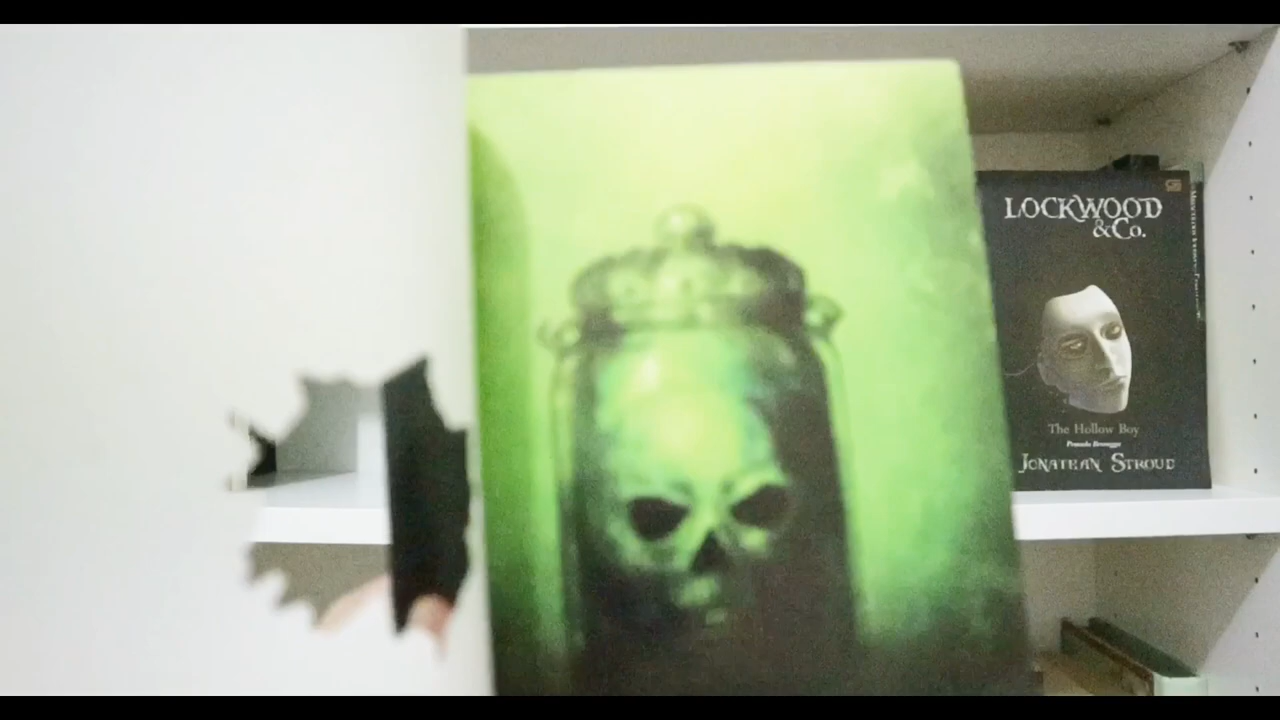 LOCKWOOD
& Co.
The Hollow Boy
Pemuda Berongga
JONATHAN STROUD